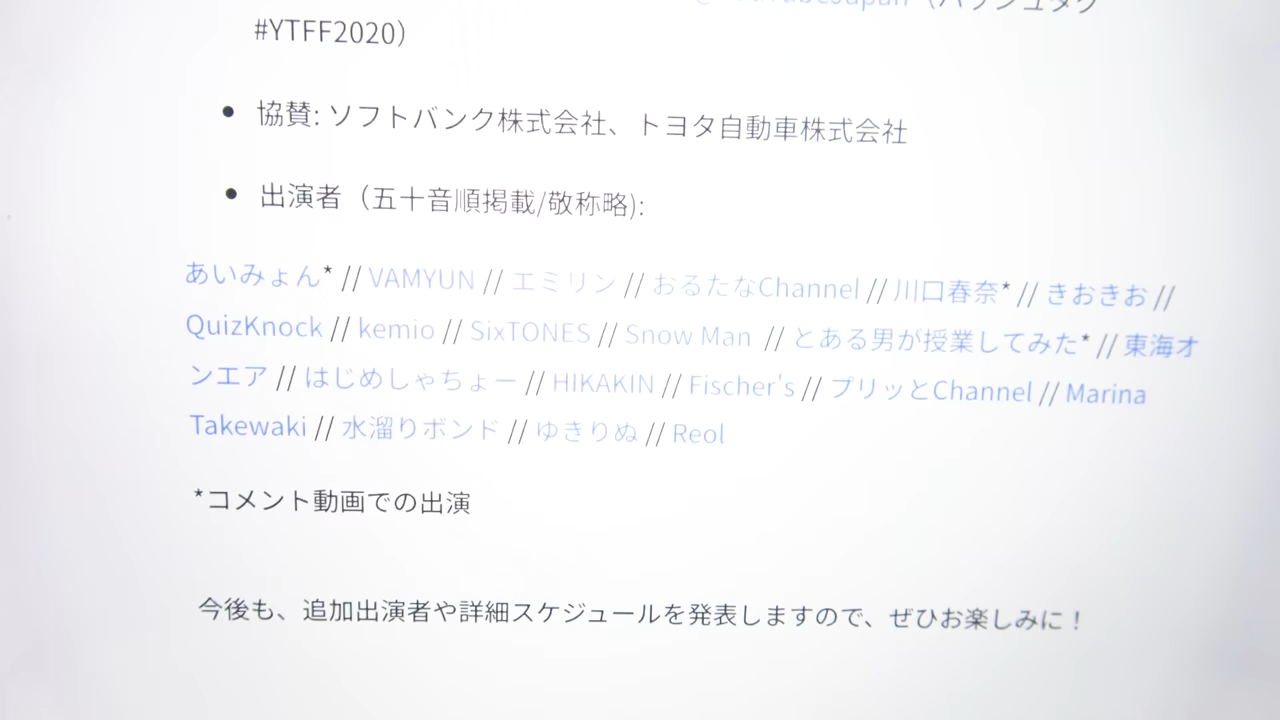 #YTFF2020）
● 協賛: ソフトバンク株式会社、トヨタ自動車株式会社
● 出演者（五十音順掲載/敬称略):
あいみょん* // VAMYUN // エミリン // おるたなChannel // 川口春奈* // きおきお //
QuizKnock // kemio // SixTONES // Snow Man // とある男が授業してみた* // 東海オ
ンエア // はじめしゃちょー // HIKAKIN // Fischer's // プリッとChannel // Marina
Takewaki // 水溜りボンド // ゆきりぬ // Reol
*コメント動画での出演
今後も、追加出演者や詳細スケジュールを発表しますので、ぜひお楽しみに！